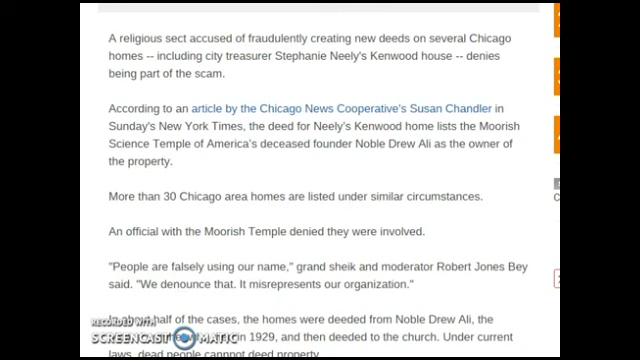 A religious sect accused of fraudulently creating new deeds on several Chicago
homes -- including city treasurer Stephanie Neely's Kenwood house -- denies
being part of the scam.
According to an article by the Chicago News Cooperative's Susan Chandler in
Sunday's New York Times, the deed for Neely's Kenwood home lists the Moorish
Science Temple of America's deceased founder Noble Drew Ali as the owner of
the property.
More than 30 Chicago area homes are listed under similar circumstances.
An official with the Moorish Temple denied they were involved.
"People are falsely using our name," grand sheik and moderator Robert Jones Bey
said. "We denounce that. It misrepresents our organization."
In about half of the cases, the homes were deeded from Noble Drew Ali, the
in 1929, and then deeded to the church. Under current
laws, dead people cannot deed property.
RECORDED WITH
SCREENCAST MATIC